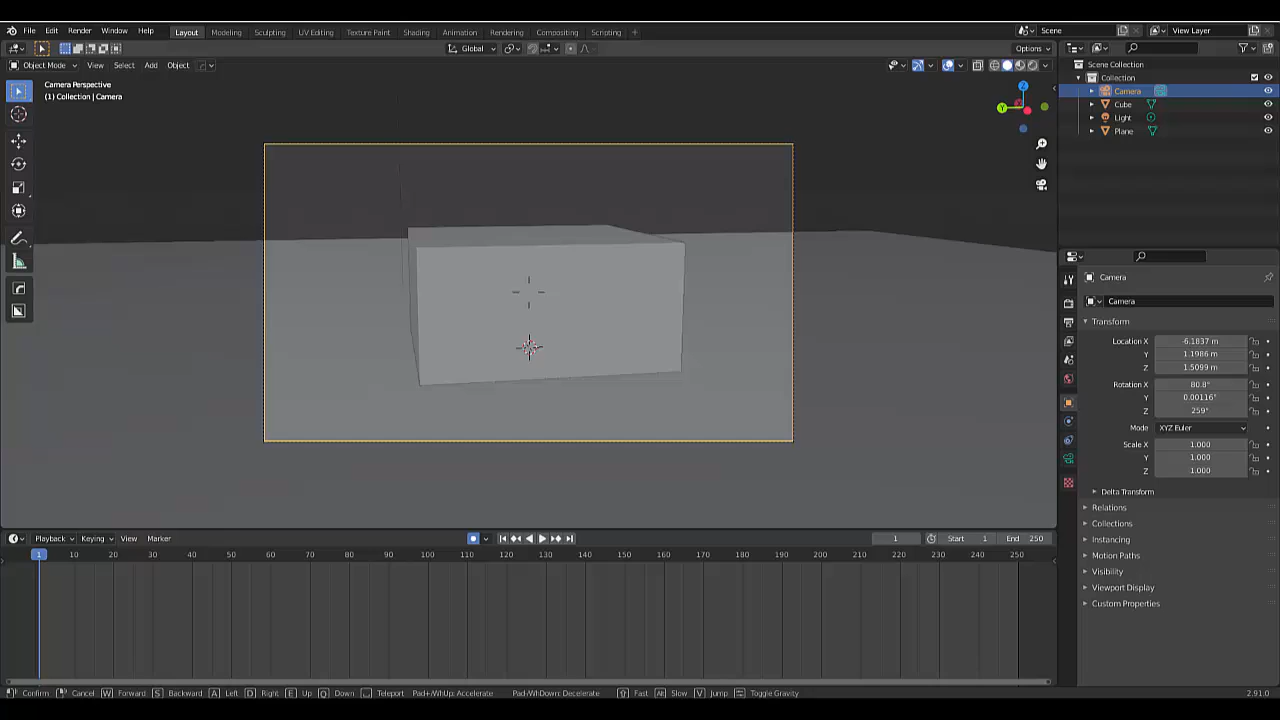 File Edit Render Window Help Layout Modeling Sculpting UV Editing Texture Paint Shading Animation Rendering Compositing Scripting Scene View Layer
Global Options
Object Mode View Select Add Object
Camera Perspective
(1) Collection | Camera
Z
Y
Scene Collection
Collection
Camera
Cube
Light
Plane
Camera
Camera
Transform
Location X -6.1837 m
Y 1.1986 m
Z 1.5099 m
Rotation X 80.8°
Y 0.00116°
Z 259°
Mode XYZ Euler
Scale X 1.000
Y 1.000
Z 1.000
Delta Transform
Relations
Collections
Instancing
Motion Paths
Visibility
Viewport Display
Custom Properties
Playback Keying View Marker 1 Start 1 End 250
1 10 20 30 40 50 60 70 80 90 100 110 120 130 140 150 160 170 180 190 200 210 220 230 240 250
Confirm Cancel W Forward S Backward A Left D Right E Up Q Down Teleport Pad+/WhUp: Accelerate Pad-/WhDown: Decelerate Fast Alt Slow V Jump Toggle Gravity 2.91.0